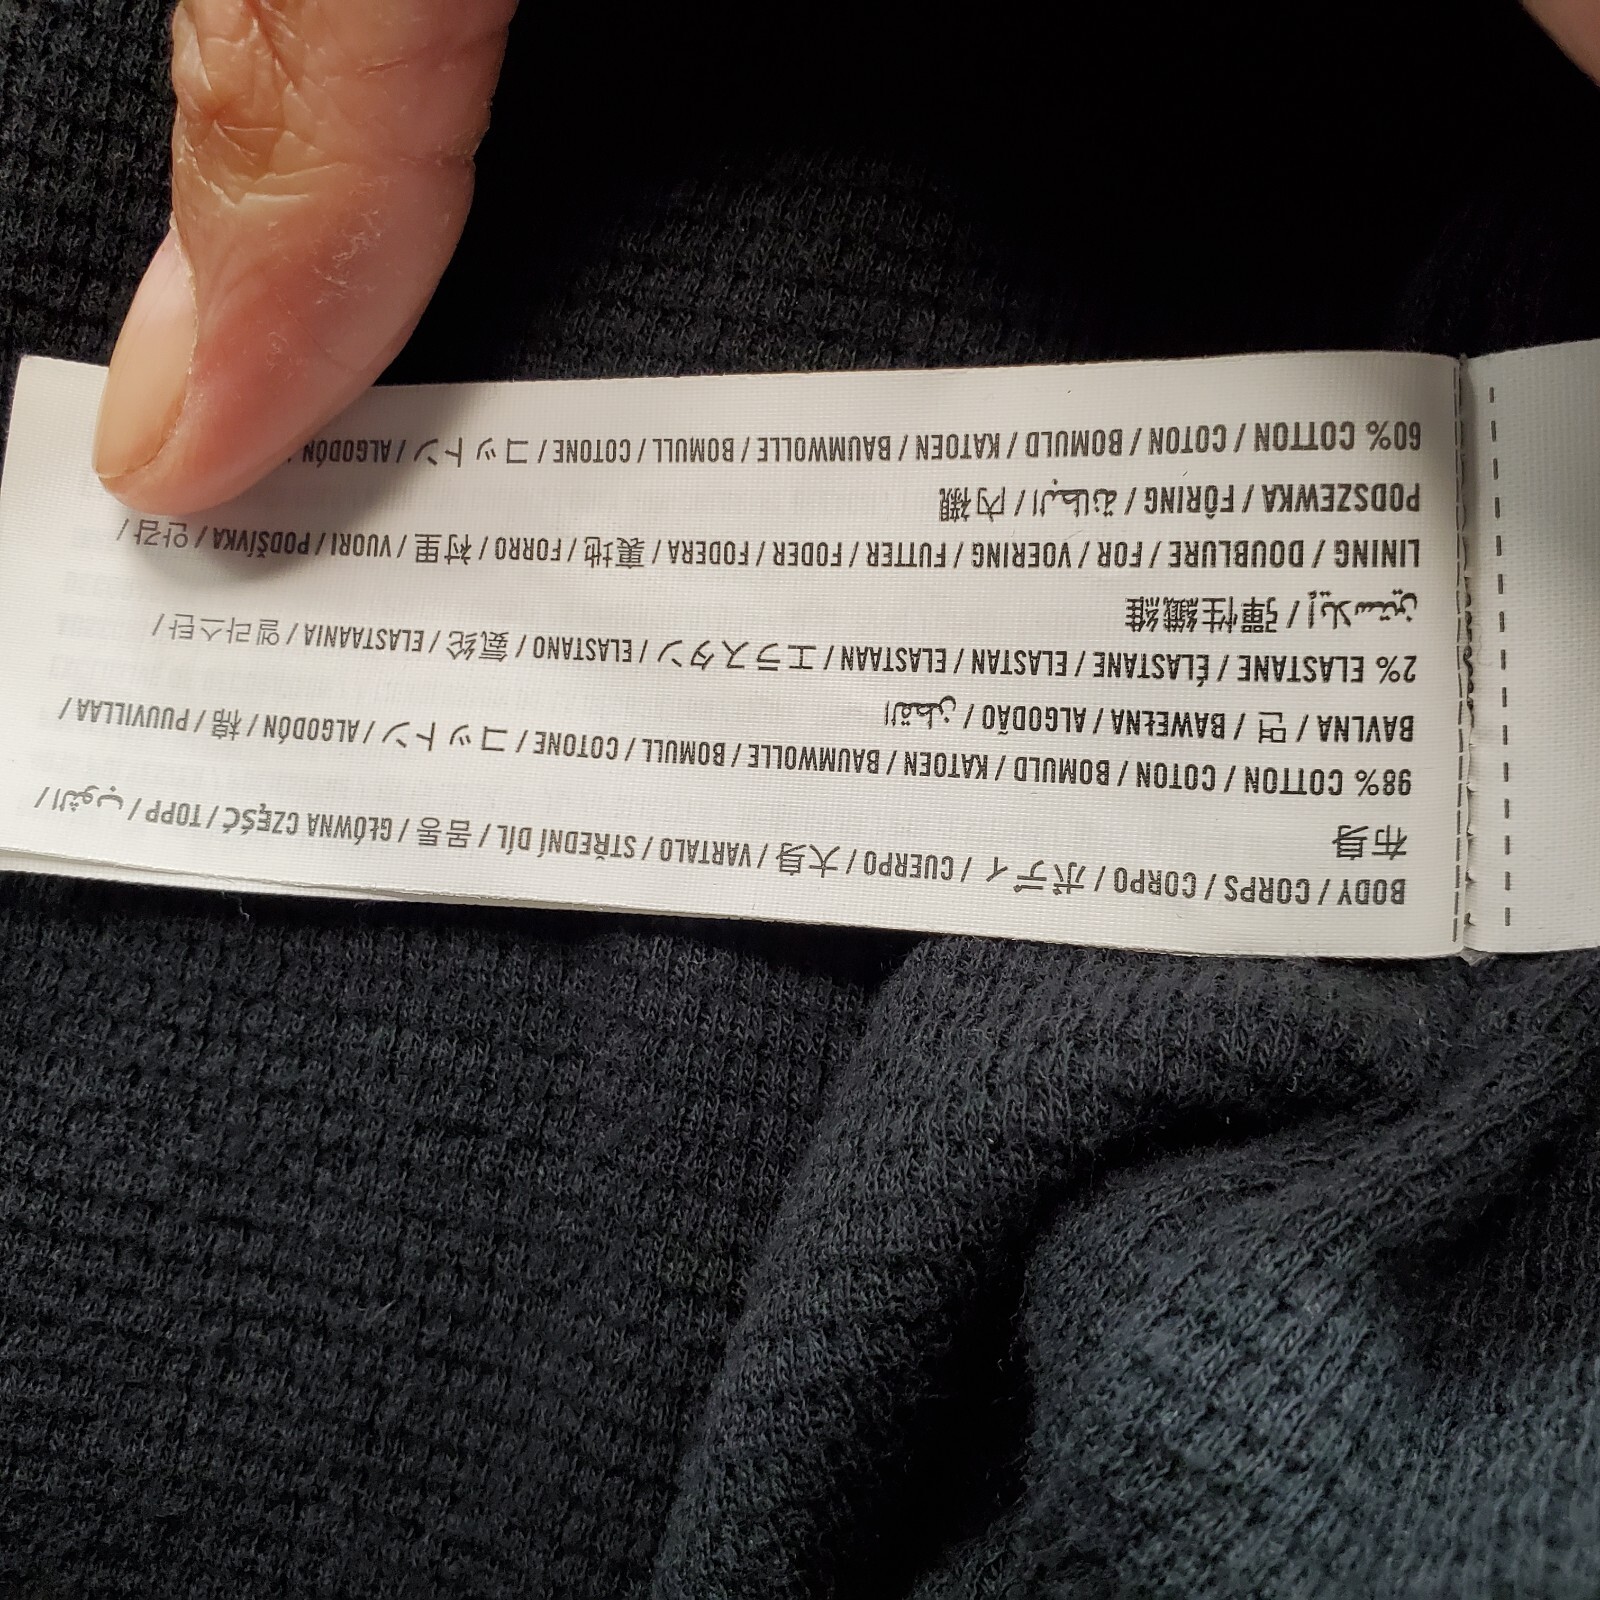 BODY / CORPS / CORPO / ボディ / CUERPO / 大身 / VARTALO / STŘEDNÍ DÍL / 몸통 / GŁÓWNA CZĘŚĆ / TOPP / الثوب /
布身
98% COTTON / COTON / BOMULD / KATOEN / BAUMWOLLE / BOMULL / COTONE / コットン / ALGODÓN / 棉 / PUUVILLAA /
BAVLNA / 면 / BAWEŁNA / ALGODÃO / القطن
2% ELASTANE / ÉLASTANE / ELASTAN / ELASTAAN / エラスタン / ELASTANO / 氨纶 / ELASTAANIA / 엘라스탄 /
إيلاستين / 彈性纖維
LINING / DOUBLURE / FOR / VOERING / FUTTER / FODER / FODERA / 裏地 / FORRO / 衬里 / VUORI / PODŠÍVKA / 안감 /
PODSZEWKA / FÔRING / البطانة / 內襯
60% COTTON / COTON / BOMULD / KATOEN / BAUMWOLLE / BOMULL / COTONE / コットン / ALGODÓN